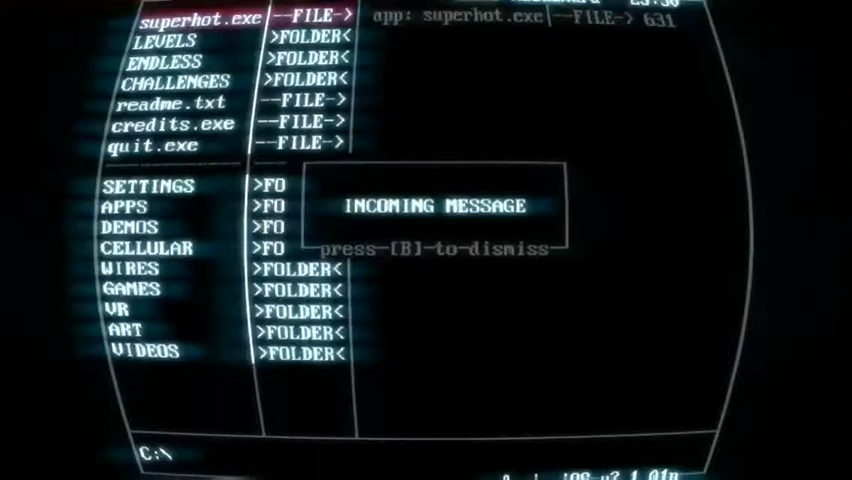 superhot.exe --FILE-> app: superhot.exe --FILE-> 631
LEVELS >FOLDER<
ENDLESS >FOLDER<
CHALLENGES >FOLDER<
readme.txt --FILE->
credits.exe --FILE->
quit.exe --FILE->
SETTINGS >FO
APPS >FO
INCOMING MESSAGE
DEMOS >FO
CELLULAR >FO
press-[B]-to-dismiss
WIRES >FOLDER<
GAMES >FOLDER<
VR >FOLDER<
ART >FOLDER<
VIDEOS >FOLDER<
C:\